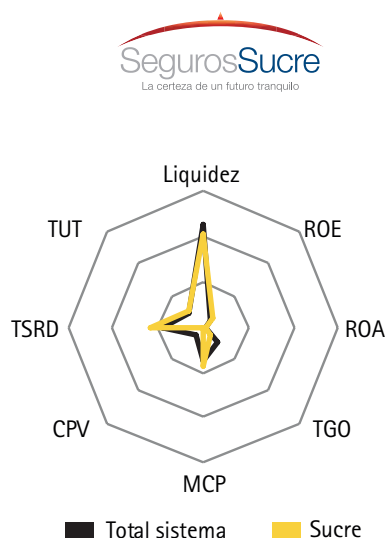 SegurosSucre
La certeza de un futuro tranquilo
Liquidez
TUT
ROE
TSRD
ROA
CPV
TGO
MCP
Total sistema
Sucre